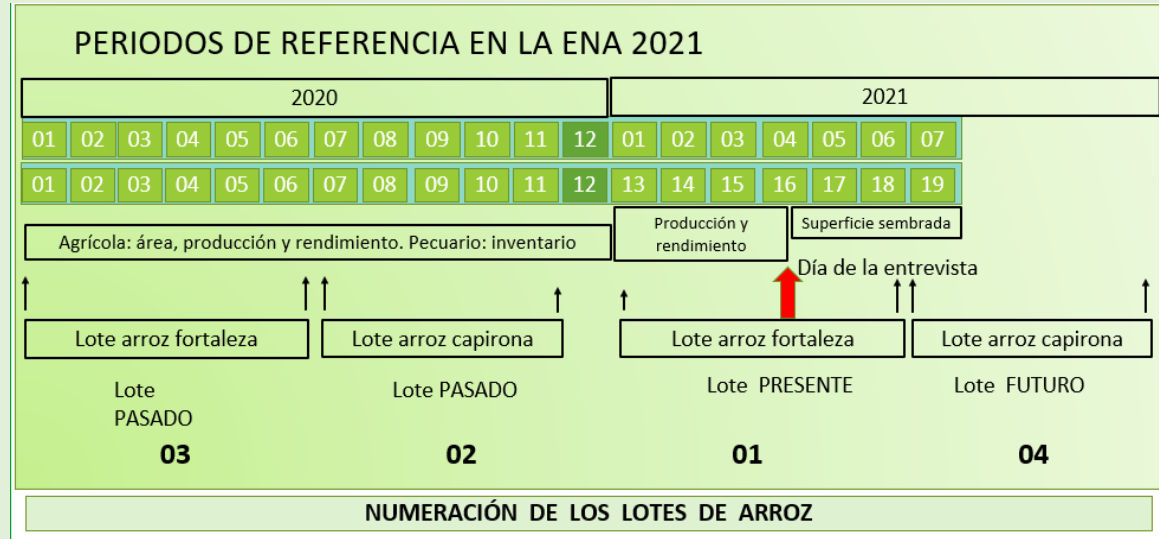 PERIODOS DE REFERENCIA EN LA ENA 2021
2020 2021
01 02 03 04 05 06 07 08 09 10 11 12 01 02 03 04 05 06 07
01 02 03 04 05 06 07 08 09 10 11 12 13 14 15 16 17 18 19
Agrícola: área, producción y rendimiento. Pecuario: inventario
Producción y
rendimiento
Superficie sembrada
Día de la entrevista
Lote arroz fortaleza Lote arroz capirona Lote arroz fortaleza Lote arroz capirona
Lote
PASADO
Lote PASADO
Lote PRESENTE
Lote FUTURO
03 02 01 04
NUMERACIÓN DE LOS LOTES DE ARROZ